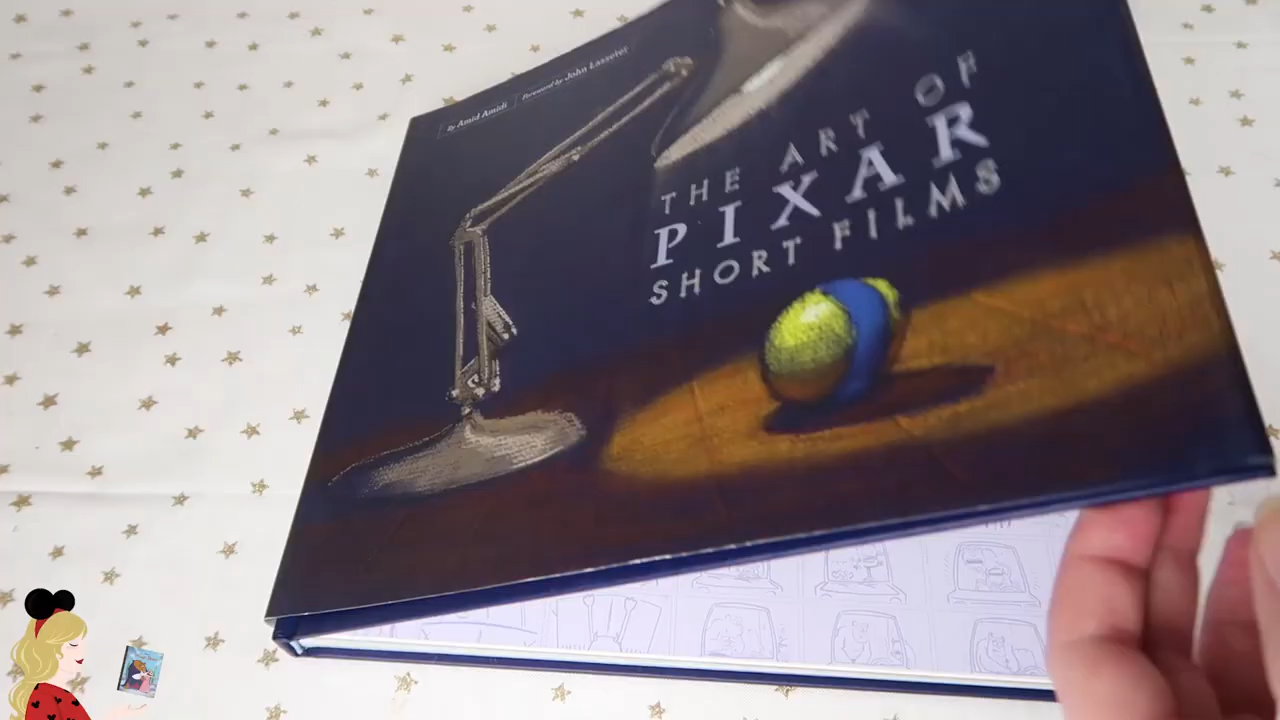 By Amid Amidi | Foreword by John Lasseter
THE ART OF
PIXAR
SHORT FILMS